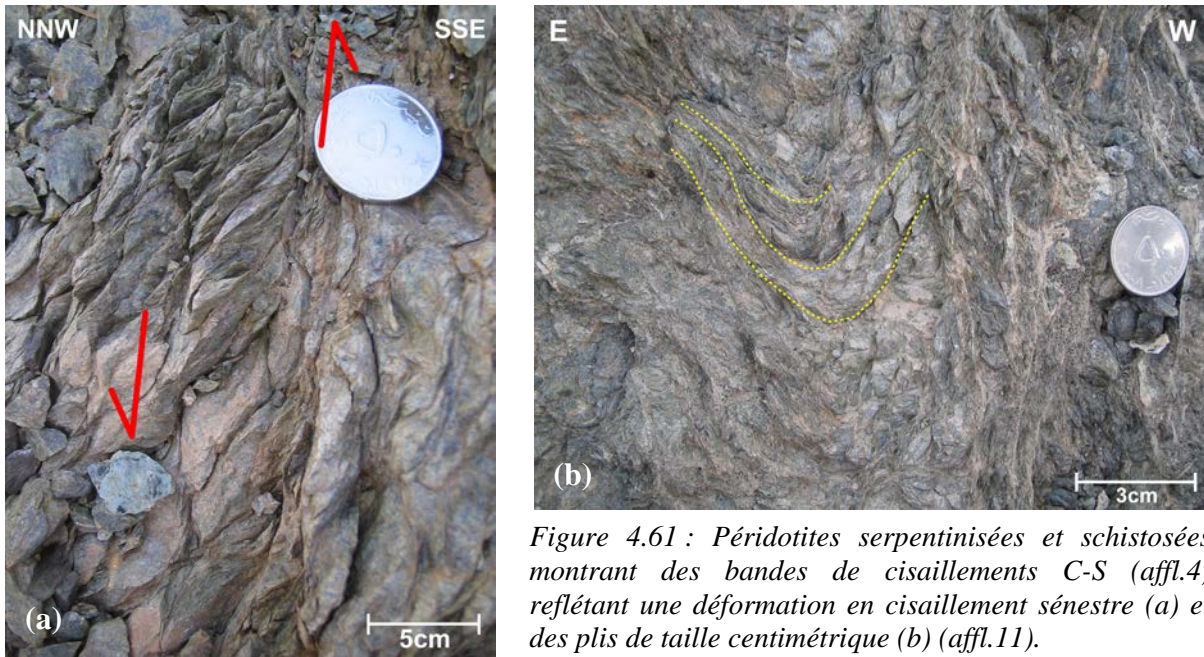 NNW SSE
(a)
5cm
E W
(b)
3cm
Figure 4.61 : Péridotites serpentinisées et schistosées
montrant des bandes de cisaillements C-S (affl.4)
reflétant une déformation en cisaillement sénestre (a) e
des plis de taille centimétrique (b) (affl.11).